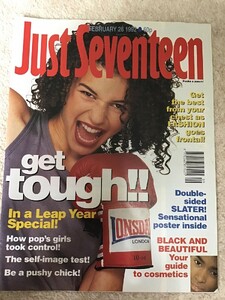 FEBRUARY 26 1992
Just Seventeen
Get
the best
from your
chest as
FASHION
goes
frontal!
get
tough!!
In a Leap Year
Special!
How pop's girls
took control!
The self-image test!
Be a pushy chick!
LONSDALE
LONDON
Double-
sided
SLATER!
Sensational
poster inside
BLACK AND
BEAUTIFUL
Your
guide to
cosmetics